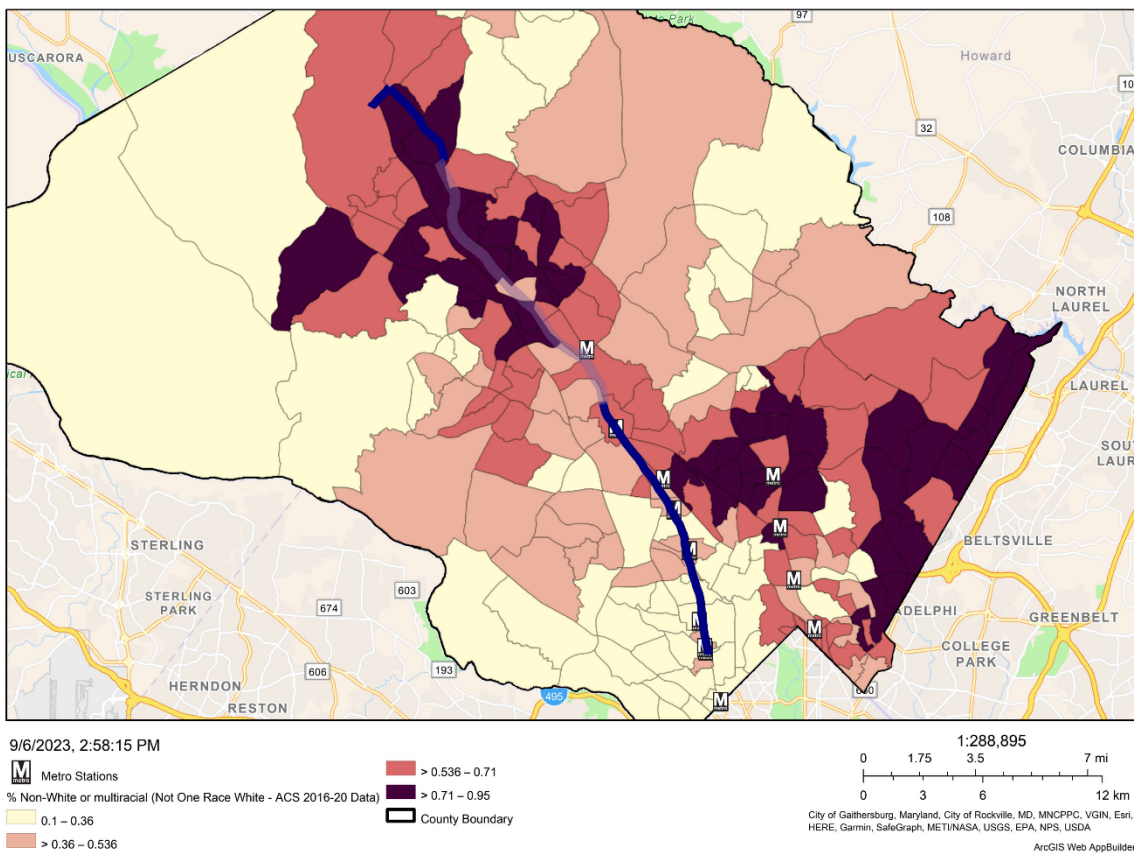 97
Park
USCARORA
Howard
32
COLUMBIA
108
NORTH
LAUREL
LAUREL
M
metro
STERLING
BELTSVILLE
STERLING
PARK
603
674
ADELPHI
GREENBELT
COLLEGE
PARK
606
193
HERNDON
RESTON
495
9/6/2023, 2:58:15 PM
M
metro
Metro Stations
% Non-White or multiracial (Not One Race White - ACS 2016-20 Data)
0.1 – 0.36
> 0.36 – 0.536
> 0.536 – 0.71
> 0.71 – 0.95
County Boundary
1:288,895
0 1.75 3.5 7 mi
0 3 6 12 km
City of Gaithersburg, Maryland, City of Rockville, MD, MNCPPC, VGIN, Esri,
HERE, Garmin, SafeGraph, METI/NASA, USGS, EPA, NPS, USDA
ArcGIS Web AppBuilder